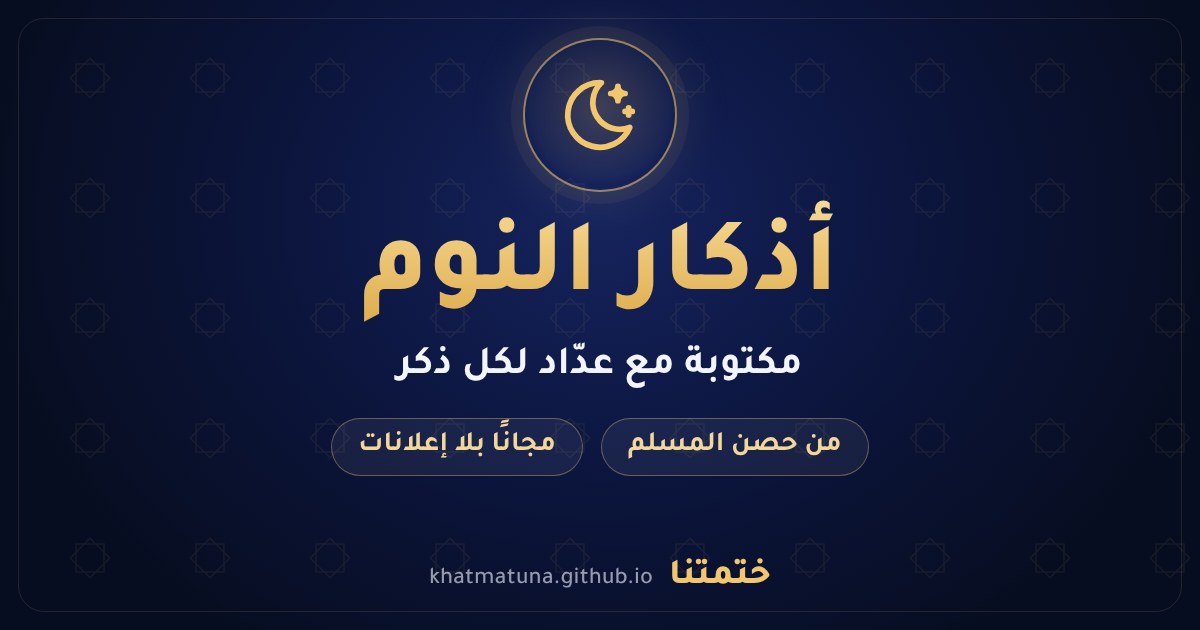 أذكار النوم
مكتوبة مع عدّاد لكل ذكر
من حصن المسلم
مجانًا بلا إعلانات
ختمتنا khatmatuna.github.io